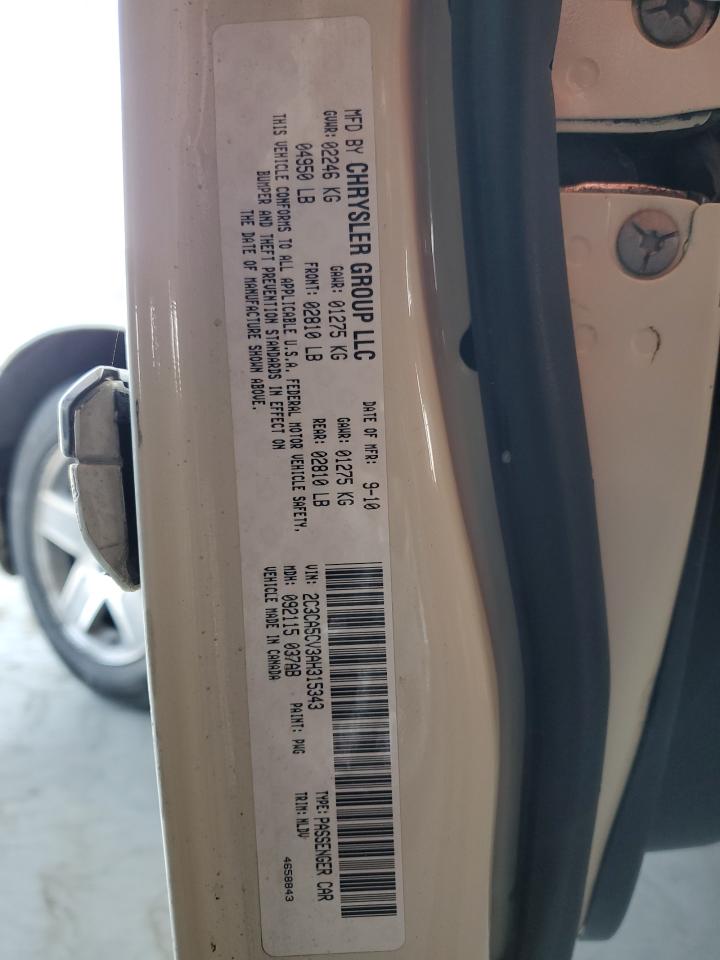 MFD BY CHRYSLER GROUP LLC
DATE OF MFR: 9-10
GVWR: 02246 KG
GAWR: 01275 KG
GAWR: 01275 KG
04950 LB
FRONT: 02810 LB
REAR: 02810 LB
THIS VEHICLE CONFORMS TO ALL APPLICABLE U.S.A. FEDERAL MOTOR VEHICLE SAFETY,
BUMPER AND THEFT PREVENTION STANDARDS IN EFFECT ON
THE DATE OF MANUFACTURE SHOWN ABOVE.
VIN: 2C3CA5CV3AH315343
TYPE: PASSENGER CAR
MDH: 092115 037AB
PAINT: PWG
TRIM: MLDV
VEHICLE MADE IN CANADA
4658843